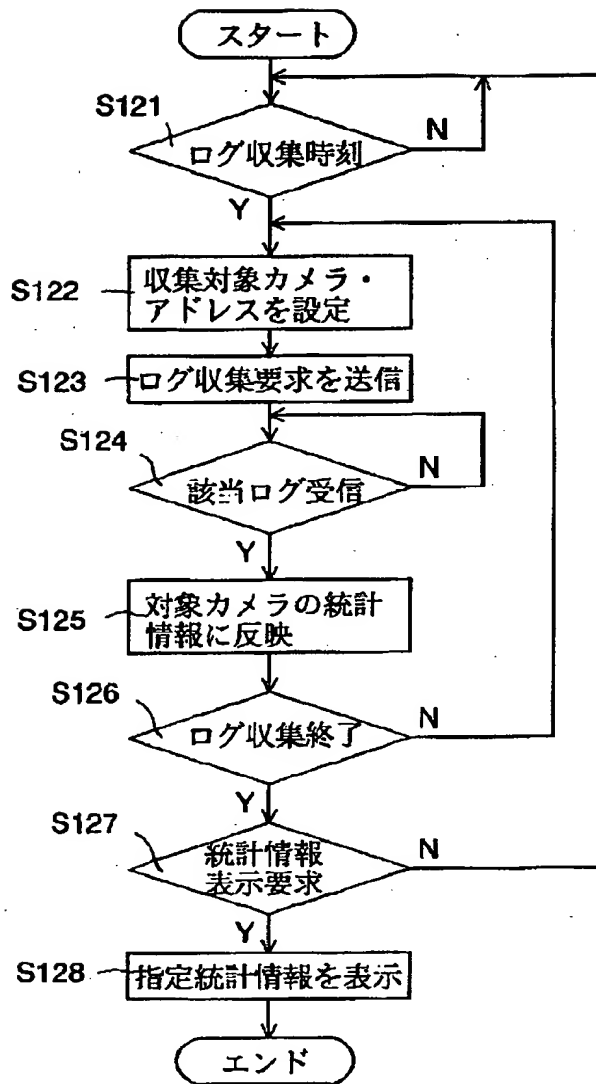 スタート
S121
ログ収集時刻
N
Y
S122
収集対象カメラ・
アドレスを設定
S123
ログ収集要求を送信
S124
該当ログ受信
N
Y
S125
対象カメラの統計
情報に反映
S126
ログ収集終了
N
Y
S127
統計情報
表示要求
N
Y
S128
指定統計情報を表示
エンド